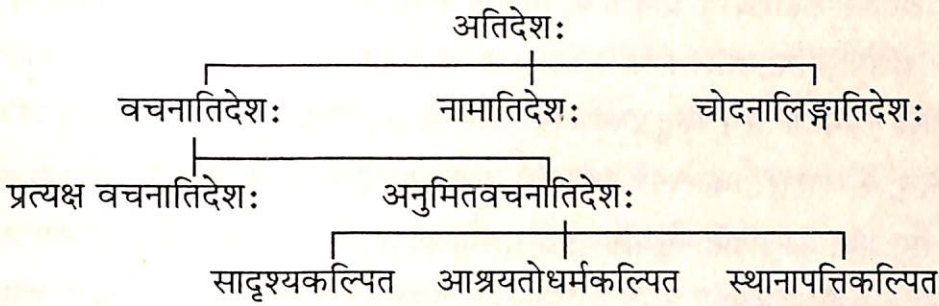 अतिदेशः
वचनातिदेशः नामातिदेशः चोदनालिङ्गातिदेशः
प्रत्यक्ष वचनातिदेशः अनुमितवचनातिदेशः
सादृश्यकल्पित आश्रयतोधर्मकल्पित स्थानापत्तिकल्पित